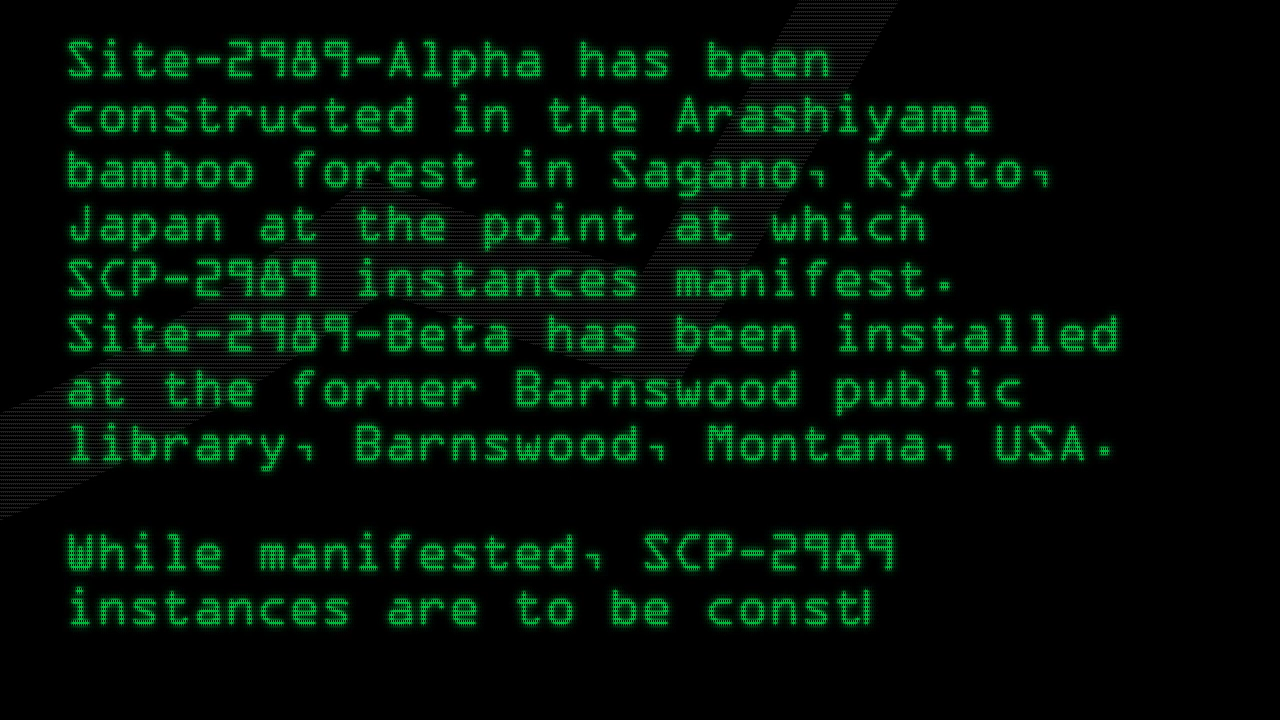 Site-2989-Alpha has been
constructed in the Arashiyama
bamboo forest in Sagano, Kyoto,
Japan at the point at which
SCP-2989 instances manifest.
Site-2989-Beta has been installed
at the former Barnswood public
library, Barnswood, Montana, USA.
While manifested, SCP-2989
instances are to be const